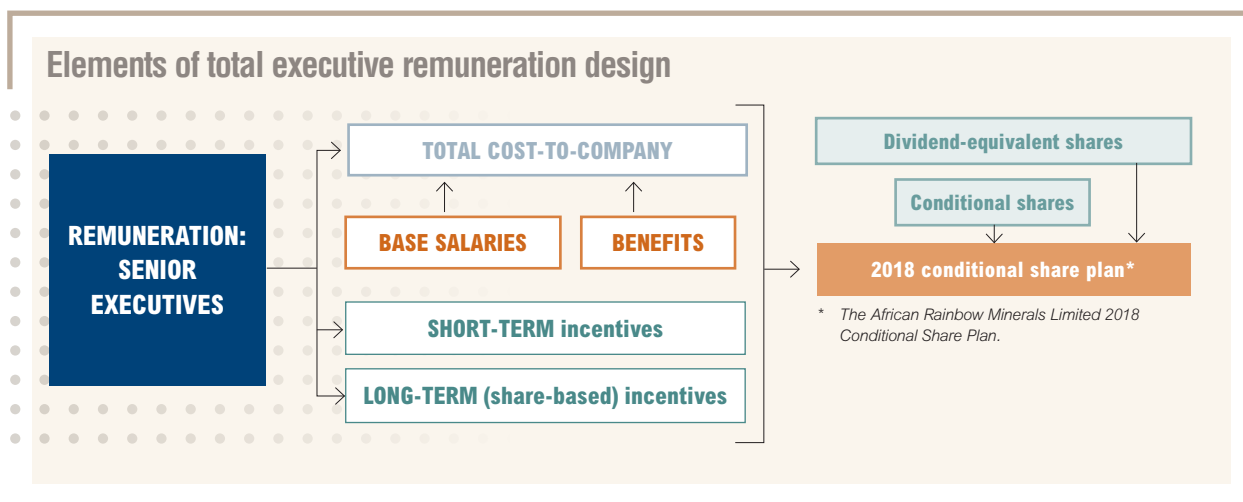 Elements of total executive remuneration design
REMUNERATION:
SENIOR
EXECUTIVES
TOTAL COST-TO-COMPANY
BASE SALARIES
BENEFITS
SHORT-TERM incentives
LONG-TERM (share-based) incentives
Dividend-equivalent shares
Conditional shares
2018 conditional share plan*
* The African Rainbow Minerals Limited 2018
Conditional Share Plan.